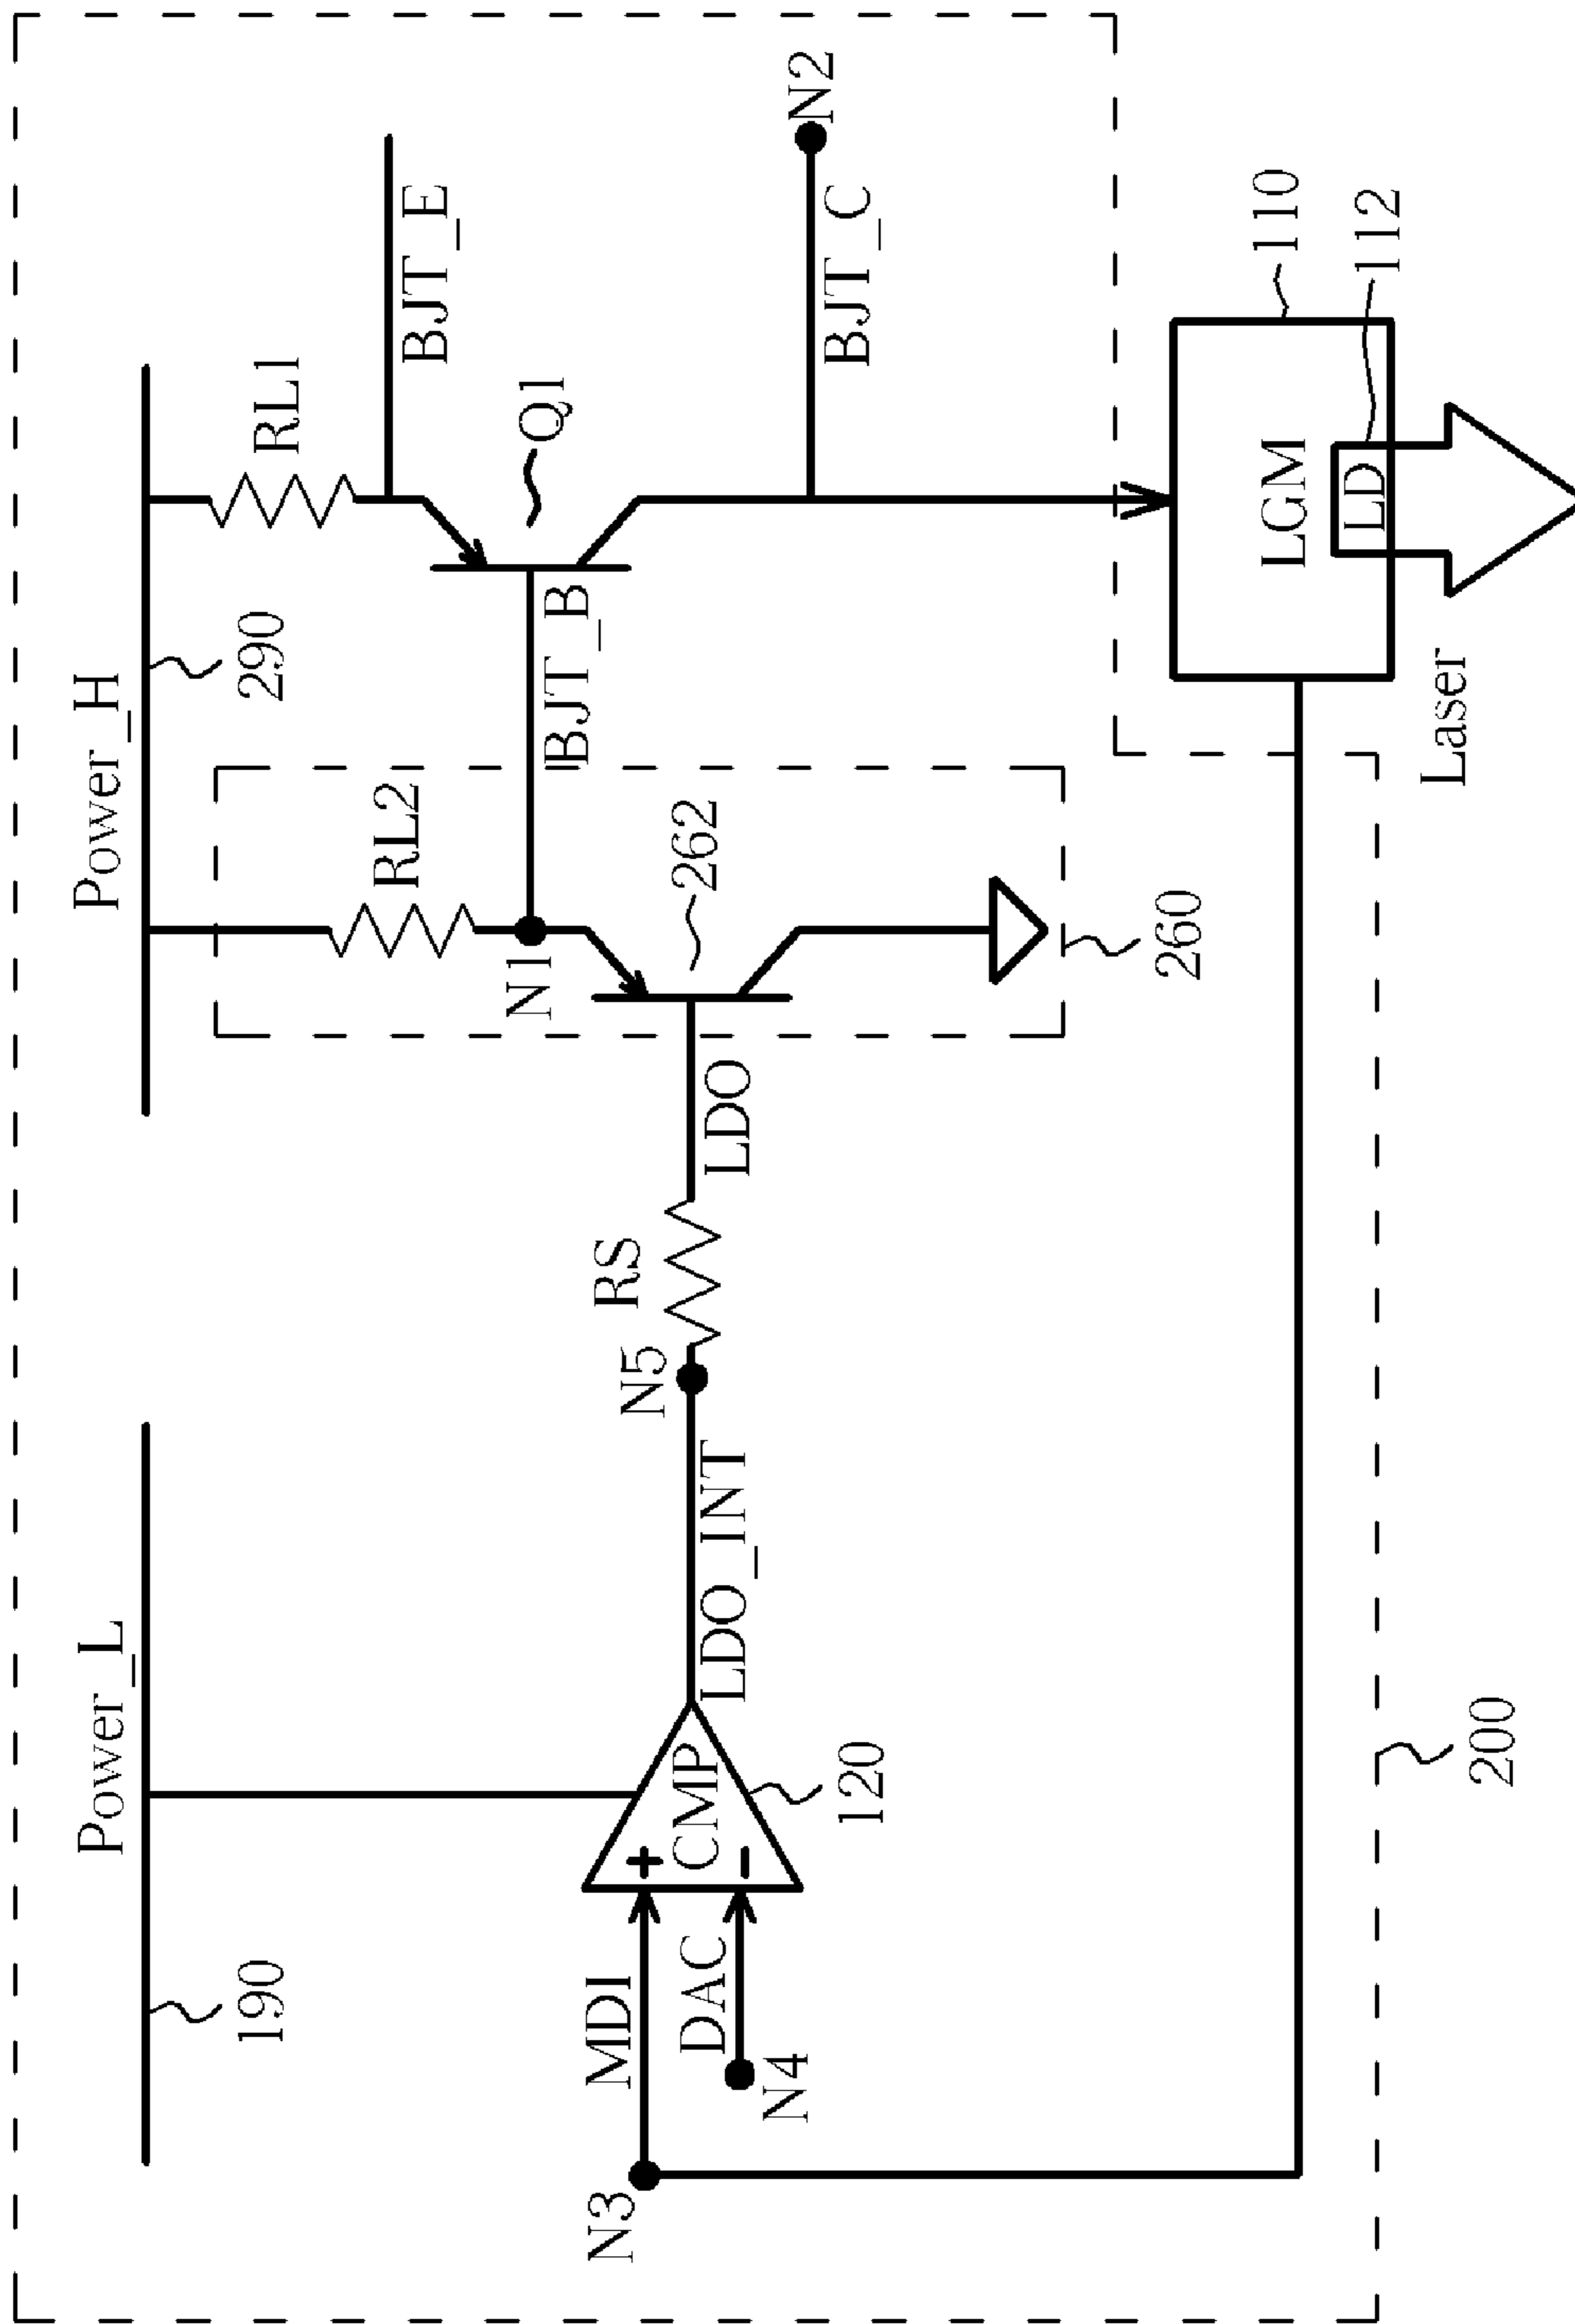 Power_L
Power_H
190
290
RL1
RL2
BJT_E
Q1
N1
BJT_B
262
N5
RS
LDO_INT
LDO
N3
MDI
DAC
N4
CMP
120
BJT_C
N2
260
LGM
LD
110
112
Laser
200